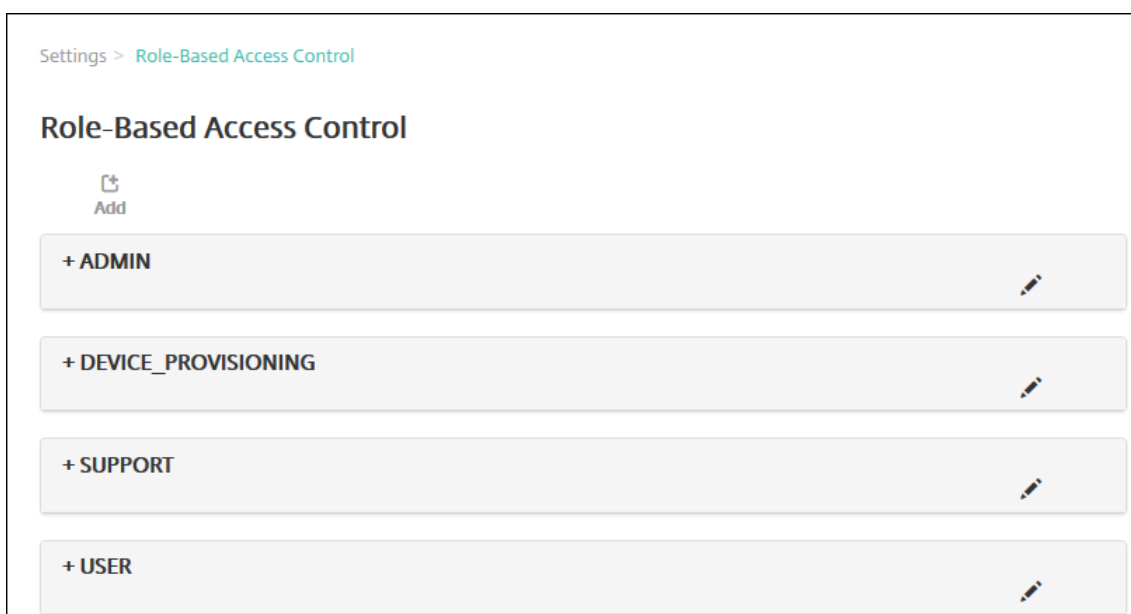 Settings > Role-Based Access Control
Role-Based Access Control
Add
+ ADMIN
+ DEVICE_PROVISIONING
+ SUPPORT
+ USER